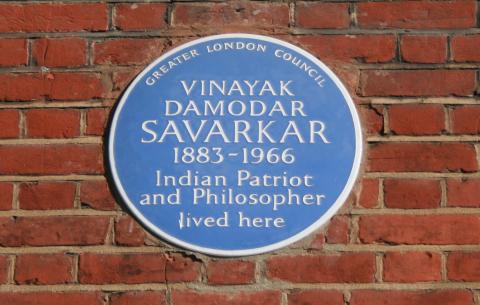 GREATER LONDON COUNCIL
VINAYAK
DAMODAR
SAVARKAR
1883-1966
Indian Patriot
and Philosopher
lived here